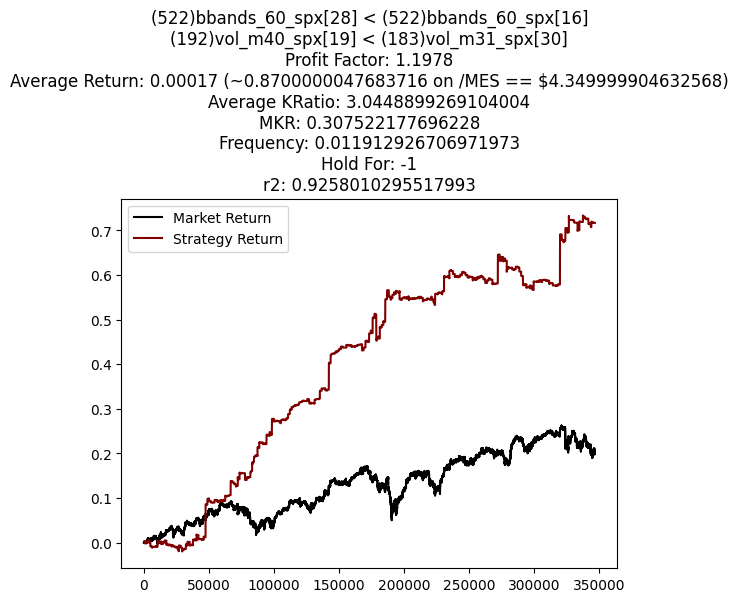 (522)bbands_60_spx[28] < (522)bbands_60_spx[16]
(192)vol_m40_spx[19] < (183)vol_m31_spx[30]
Profit Factor: 1.1978
Average Return: 0.00017 (~0.8700000047683716 on /MES == $4.349999904632568)
Average KRatio: 3.0448899269104004
MKR: 0.307522177696228
Frequency: 0.011912926706971973
Hold For: -1
r2: 0.9258010295517993
Market Return
Strategy Return
0.7
0.6
0.5
0.4
0.3
0.2
0.1
0.0
0 50000 100000 150000 200000 250000 300000 350000